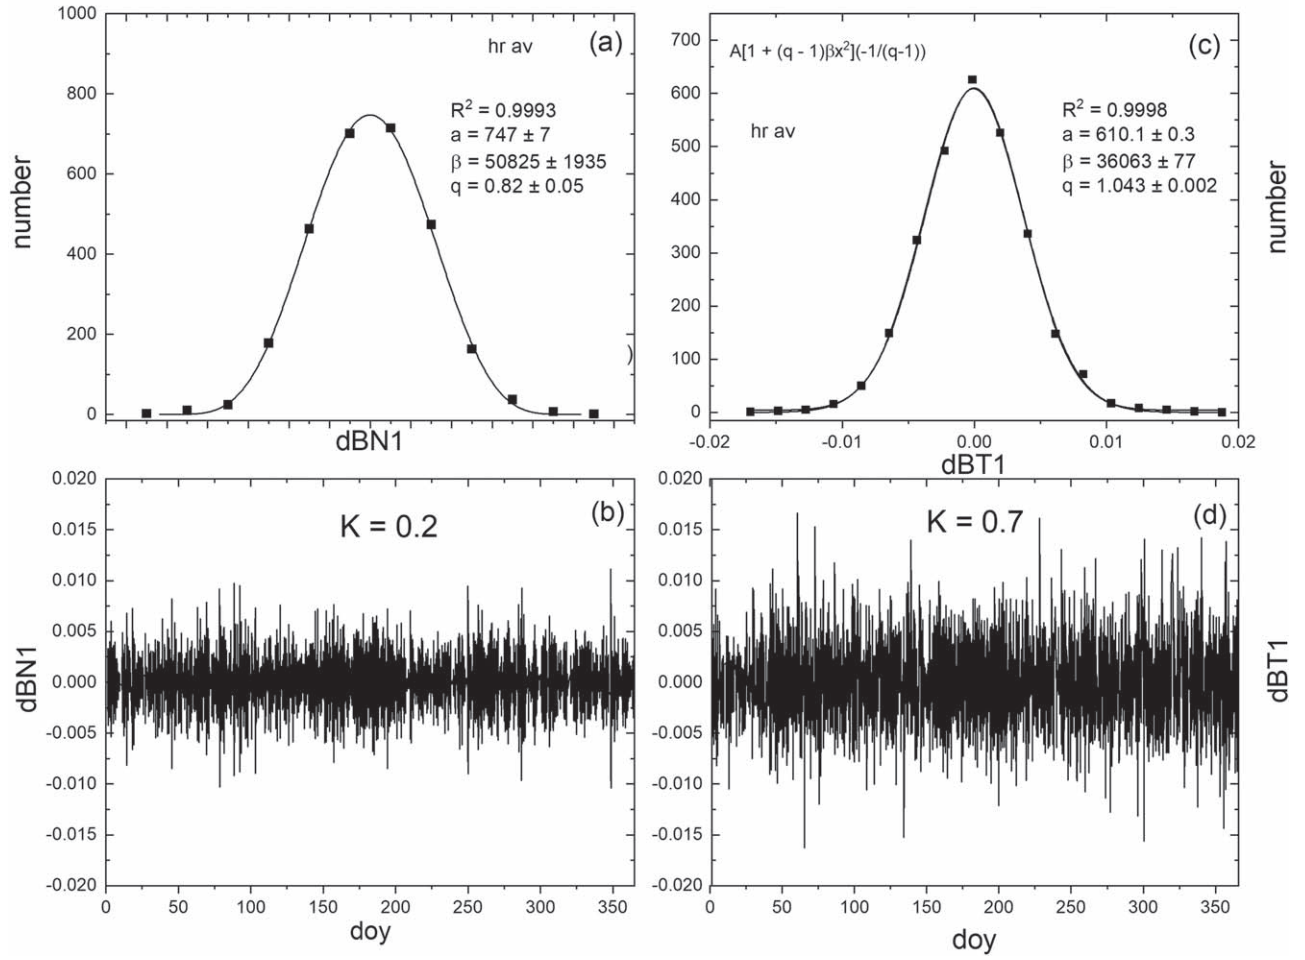 1000
800
600
400
200
0
number
hr av
(a)
R² = 0.9993
a = 747 ± 7
β = 50825 ± 1935
q = 0.82 ± 0.05
)
dBN1
700
600
500
400
300
200
100
0
A[1 + (q - 1)βx²](-1/(q-1))
(c)
hr av
R² = 0.9998
a = 610.1 ± 0.3
β = 36063 ± 77
q = 1.043 ± 0.002
number
-0.02
-0.01
0.00
0.01
0.02
dBT1
0.020
0.015
0.010
0.005
0.000
-0.005
-0.010
-0.015
-0.020
dBN1
K = 0.2
(b)
0
50
100
150
200
250
300
350
doy
0.020
0.015
0.010
0.005
0.000
-0.005
-0.010
-0.015
-0.020
K = 0.7
(d)
dBT1
0
50
100
150
200
250
300
350
doy